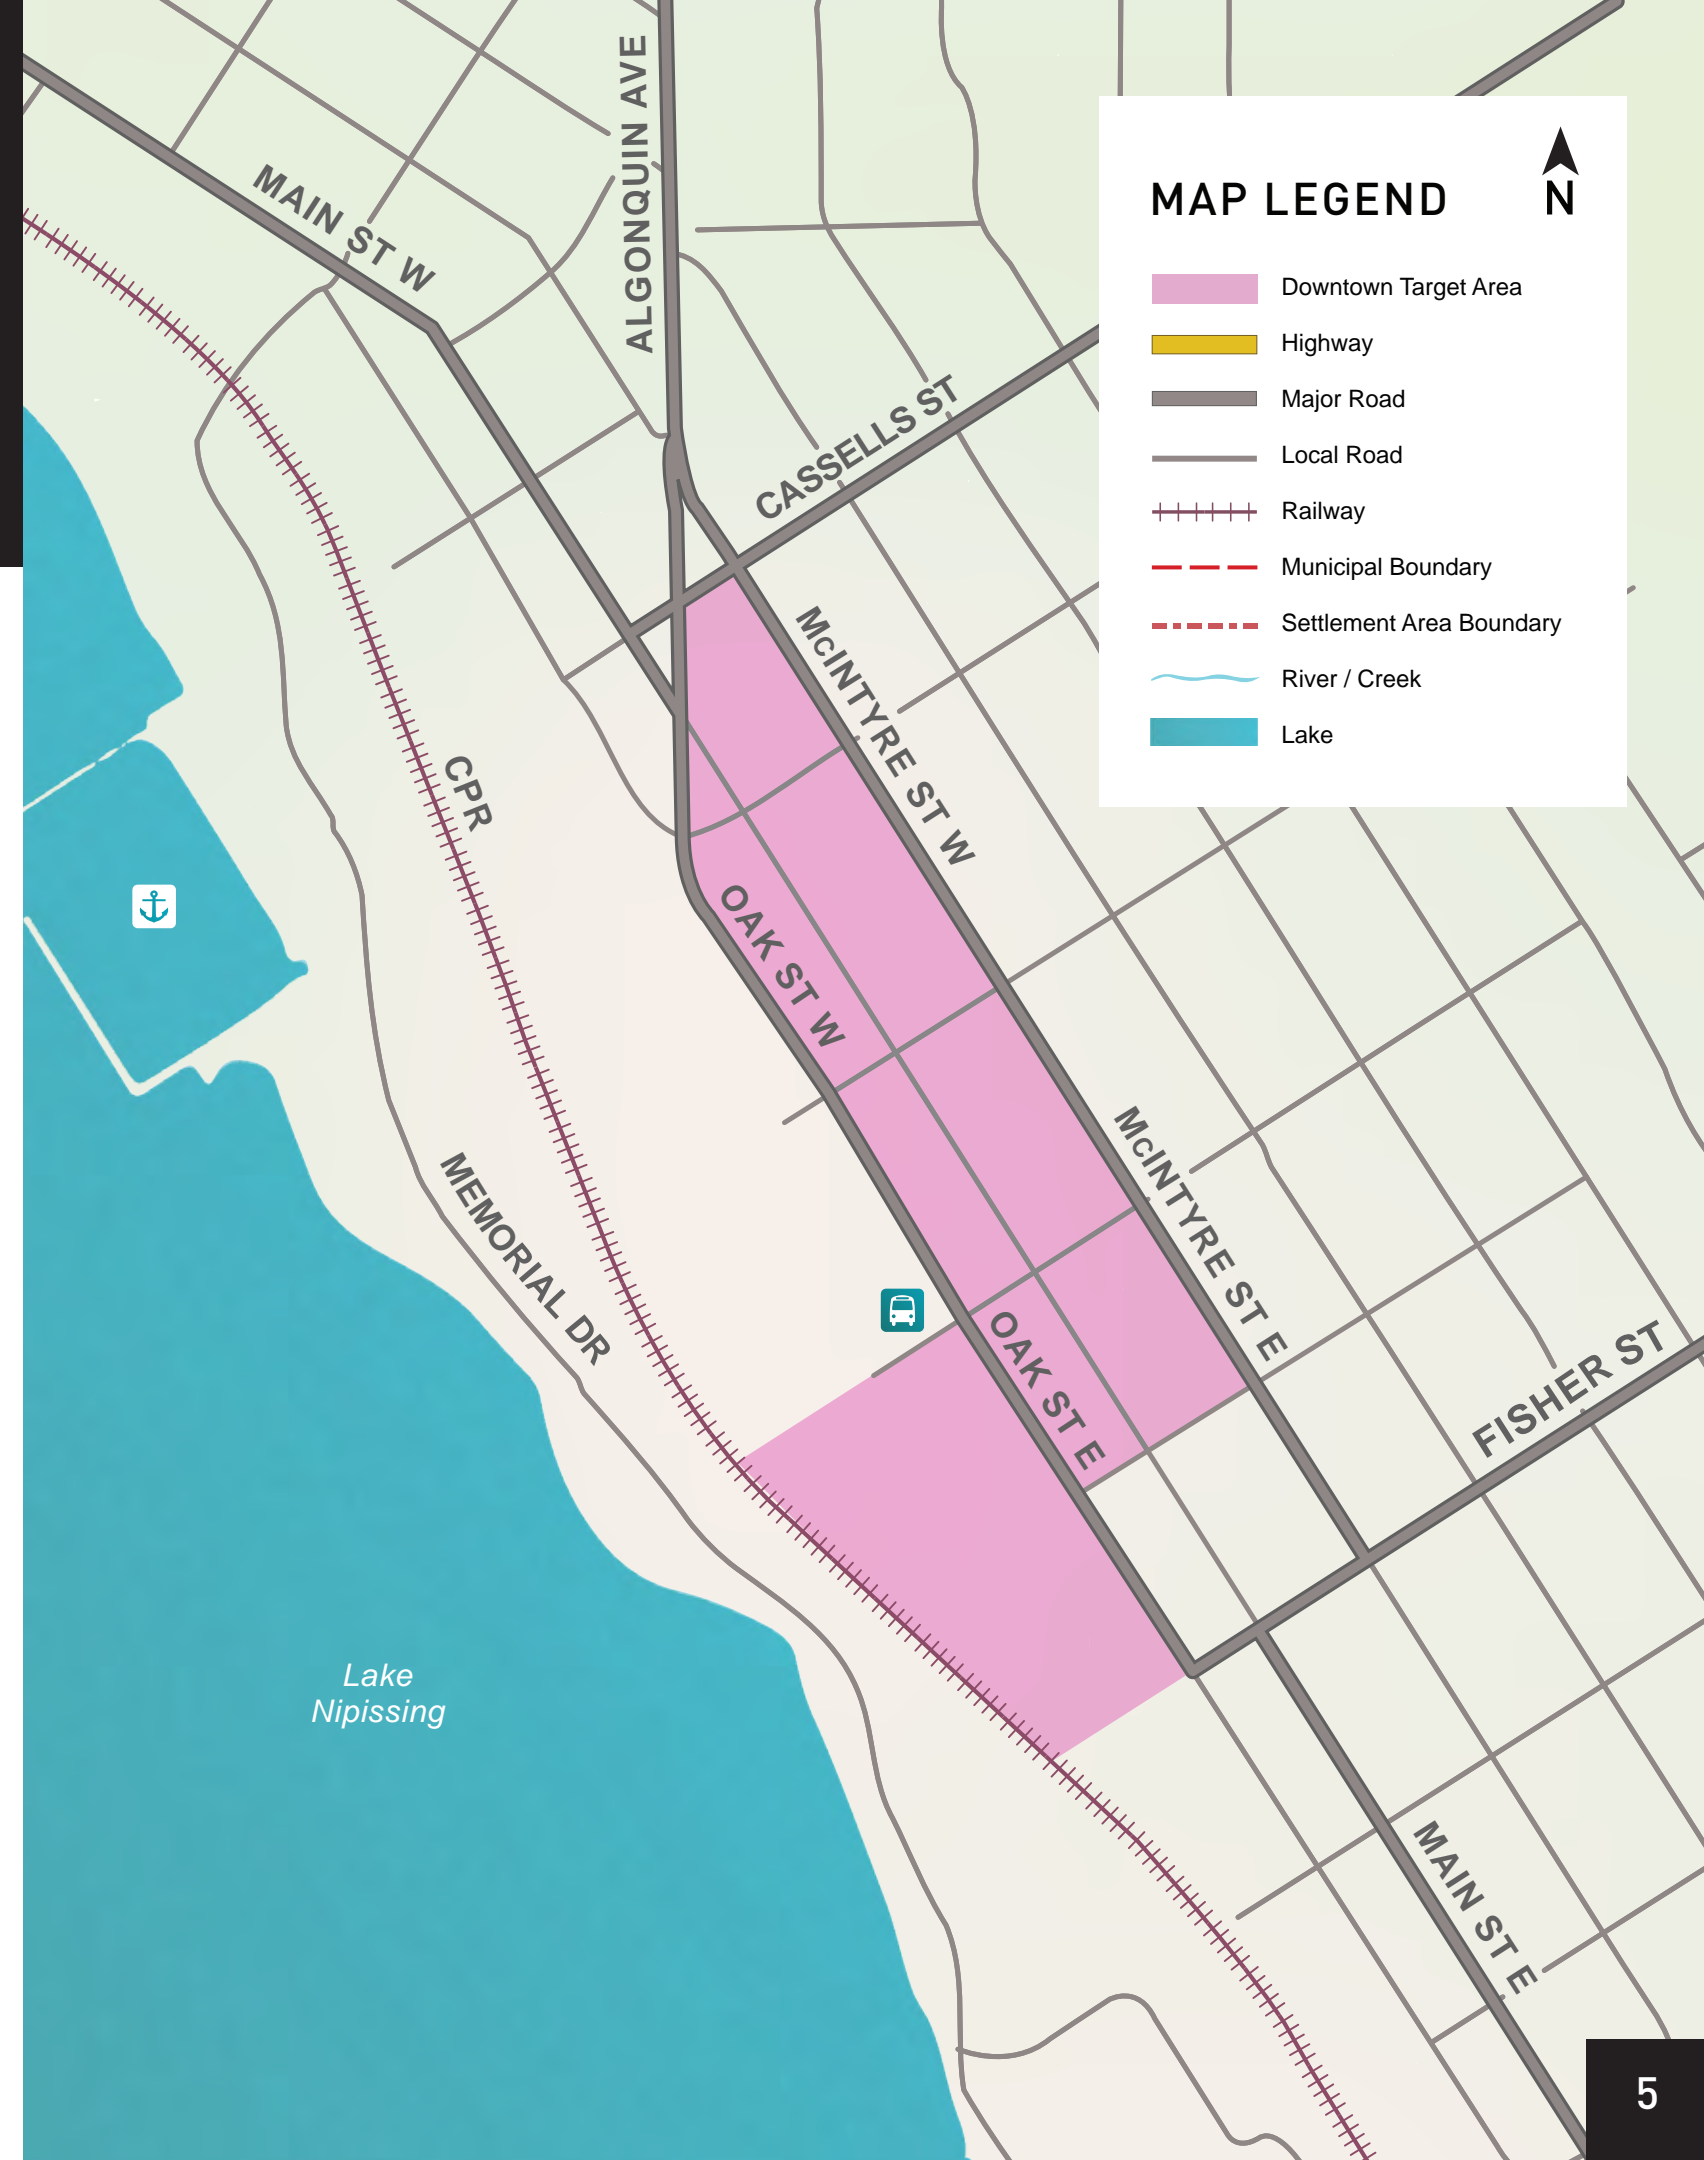 ALGONQUIN AVE
MAIN ST W
MAP LEGEND
N
Downtown Target Area
Highway
Major Road
Local Road
Railway
Municipal Boundary
Settlement Area Boundary
River / Creek
Lake
CASSELLS ST
McINTYRE ST W
CPR
OAK ST W
MEMORIAL DR
McINTYRE ST E
OAK ST E
FISHER ST
Lake
Nipissing
MAIN ST E
5